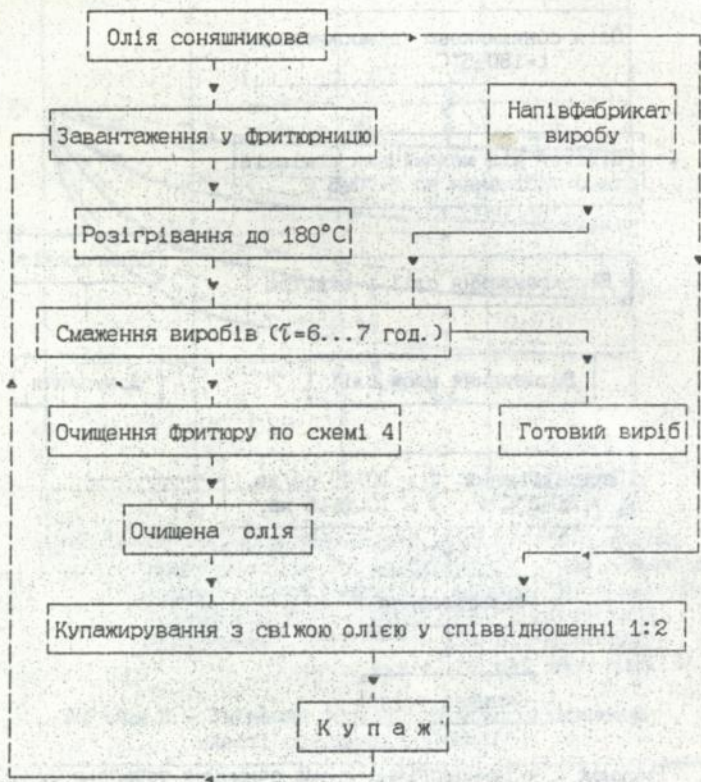 Олія соняшникова
Завантаження у фритюрницю
Напівфабрикат
виробу
Розігрівання до 180°С
Смаження виробів (τ=6...7 год.)
Очищення фритюру по схемі 4
Готовий виріб
Очищена олія
Купажирування з свіжою олією у співвідношенні 1:2
Купаж